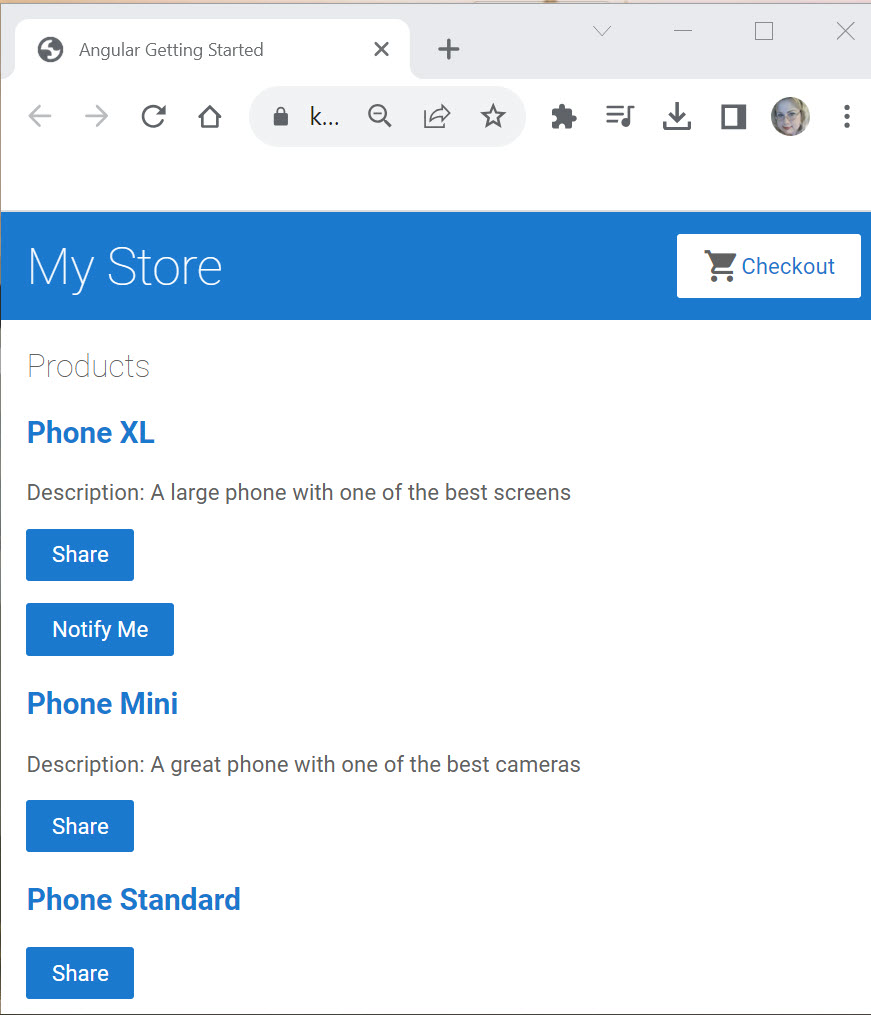 Angular Getting Started
k...
My Store
Checkout
Products
Phone XL
Description: A large phone with one of the best screens
Share
Notify Me
Phone Mini
Description: A great phone with one of the best cameras
Share
Phone Standard
Share